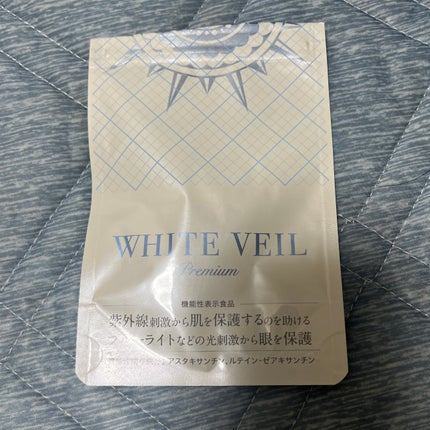 WHITE VEIL
Premium
機能性表示食品
紫外線刺激から肌を保護するのを助ける
ブルーライトなどの光刺激から眼を保護
アスタキサンチン、ルテイン・ゼアキサンチン